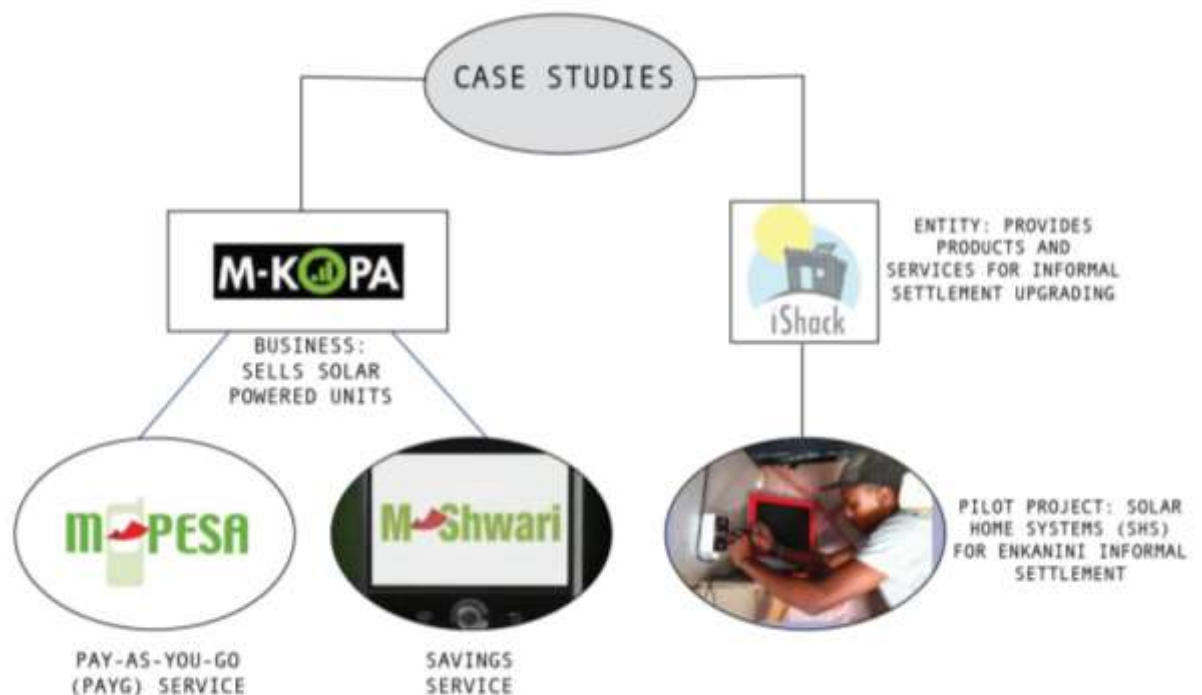 CASE STUDIES
M-KOPA
BUSINESS:
SELLS SOLAR
POWERED UNITS
iShack
ENTITY: PROVIDES
PRODUCTS AND
SERVICES FOR INFORMAL
SETTLEMENT UPGRADING
m-PESA
PAY-AS-YOU-GO
(PAYG) SERVICE
M-Shwari
SAVINGS
SERVICE
PILOT PROJECT: SOLAR
HOME SYSTEMS (SHS)
FOR ENKANINI INFORMAL
SETTLEMENT